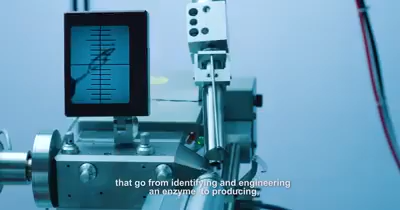 that go from identifying and engineering
an enzyme  to producing,